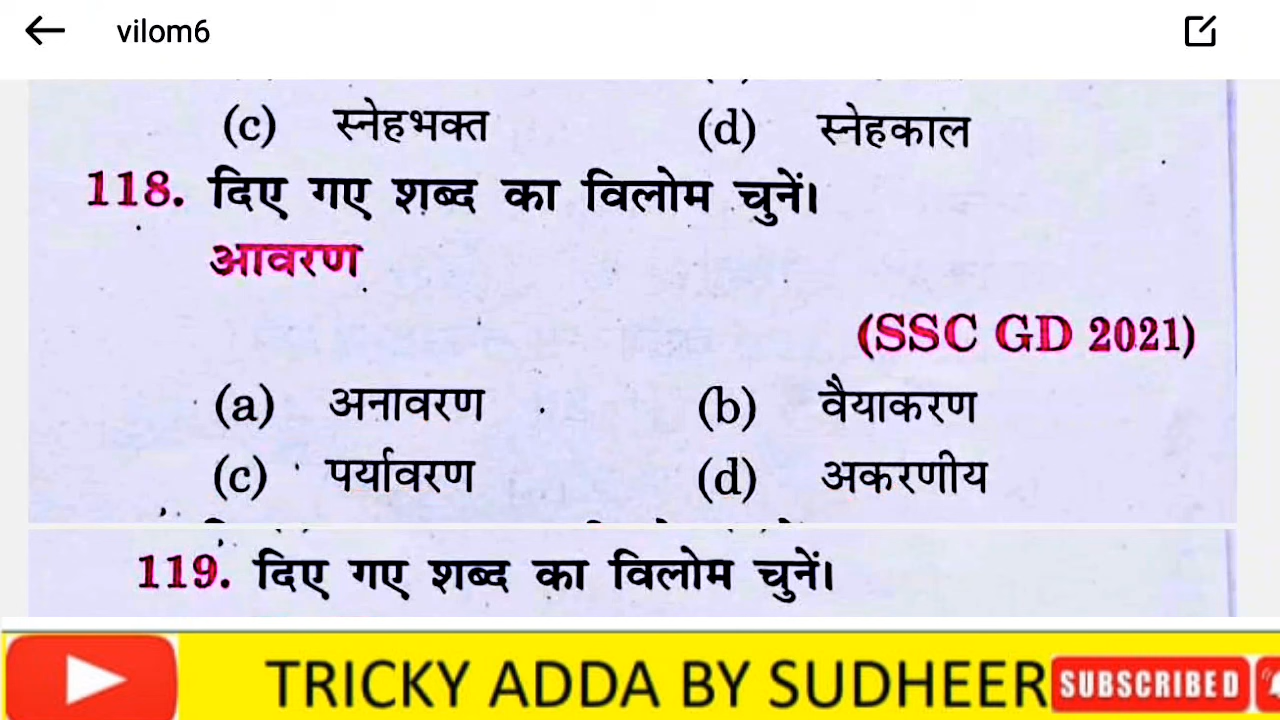 vilom6
(c) स्नेहभक्त (d) स्नेहकाल
118. दिए गए शब्द का विलोम चुनें।
आवरण
(SSC GD 2021)
(a) अनावरण (b) वैयाकरण
(c) पर्यावरण (d) अकरणीय
119. दिए गए शब्द का विलोम चुनें।
TRICKY ADDA BY SUDHEER SUBSCRIBED